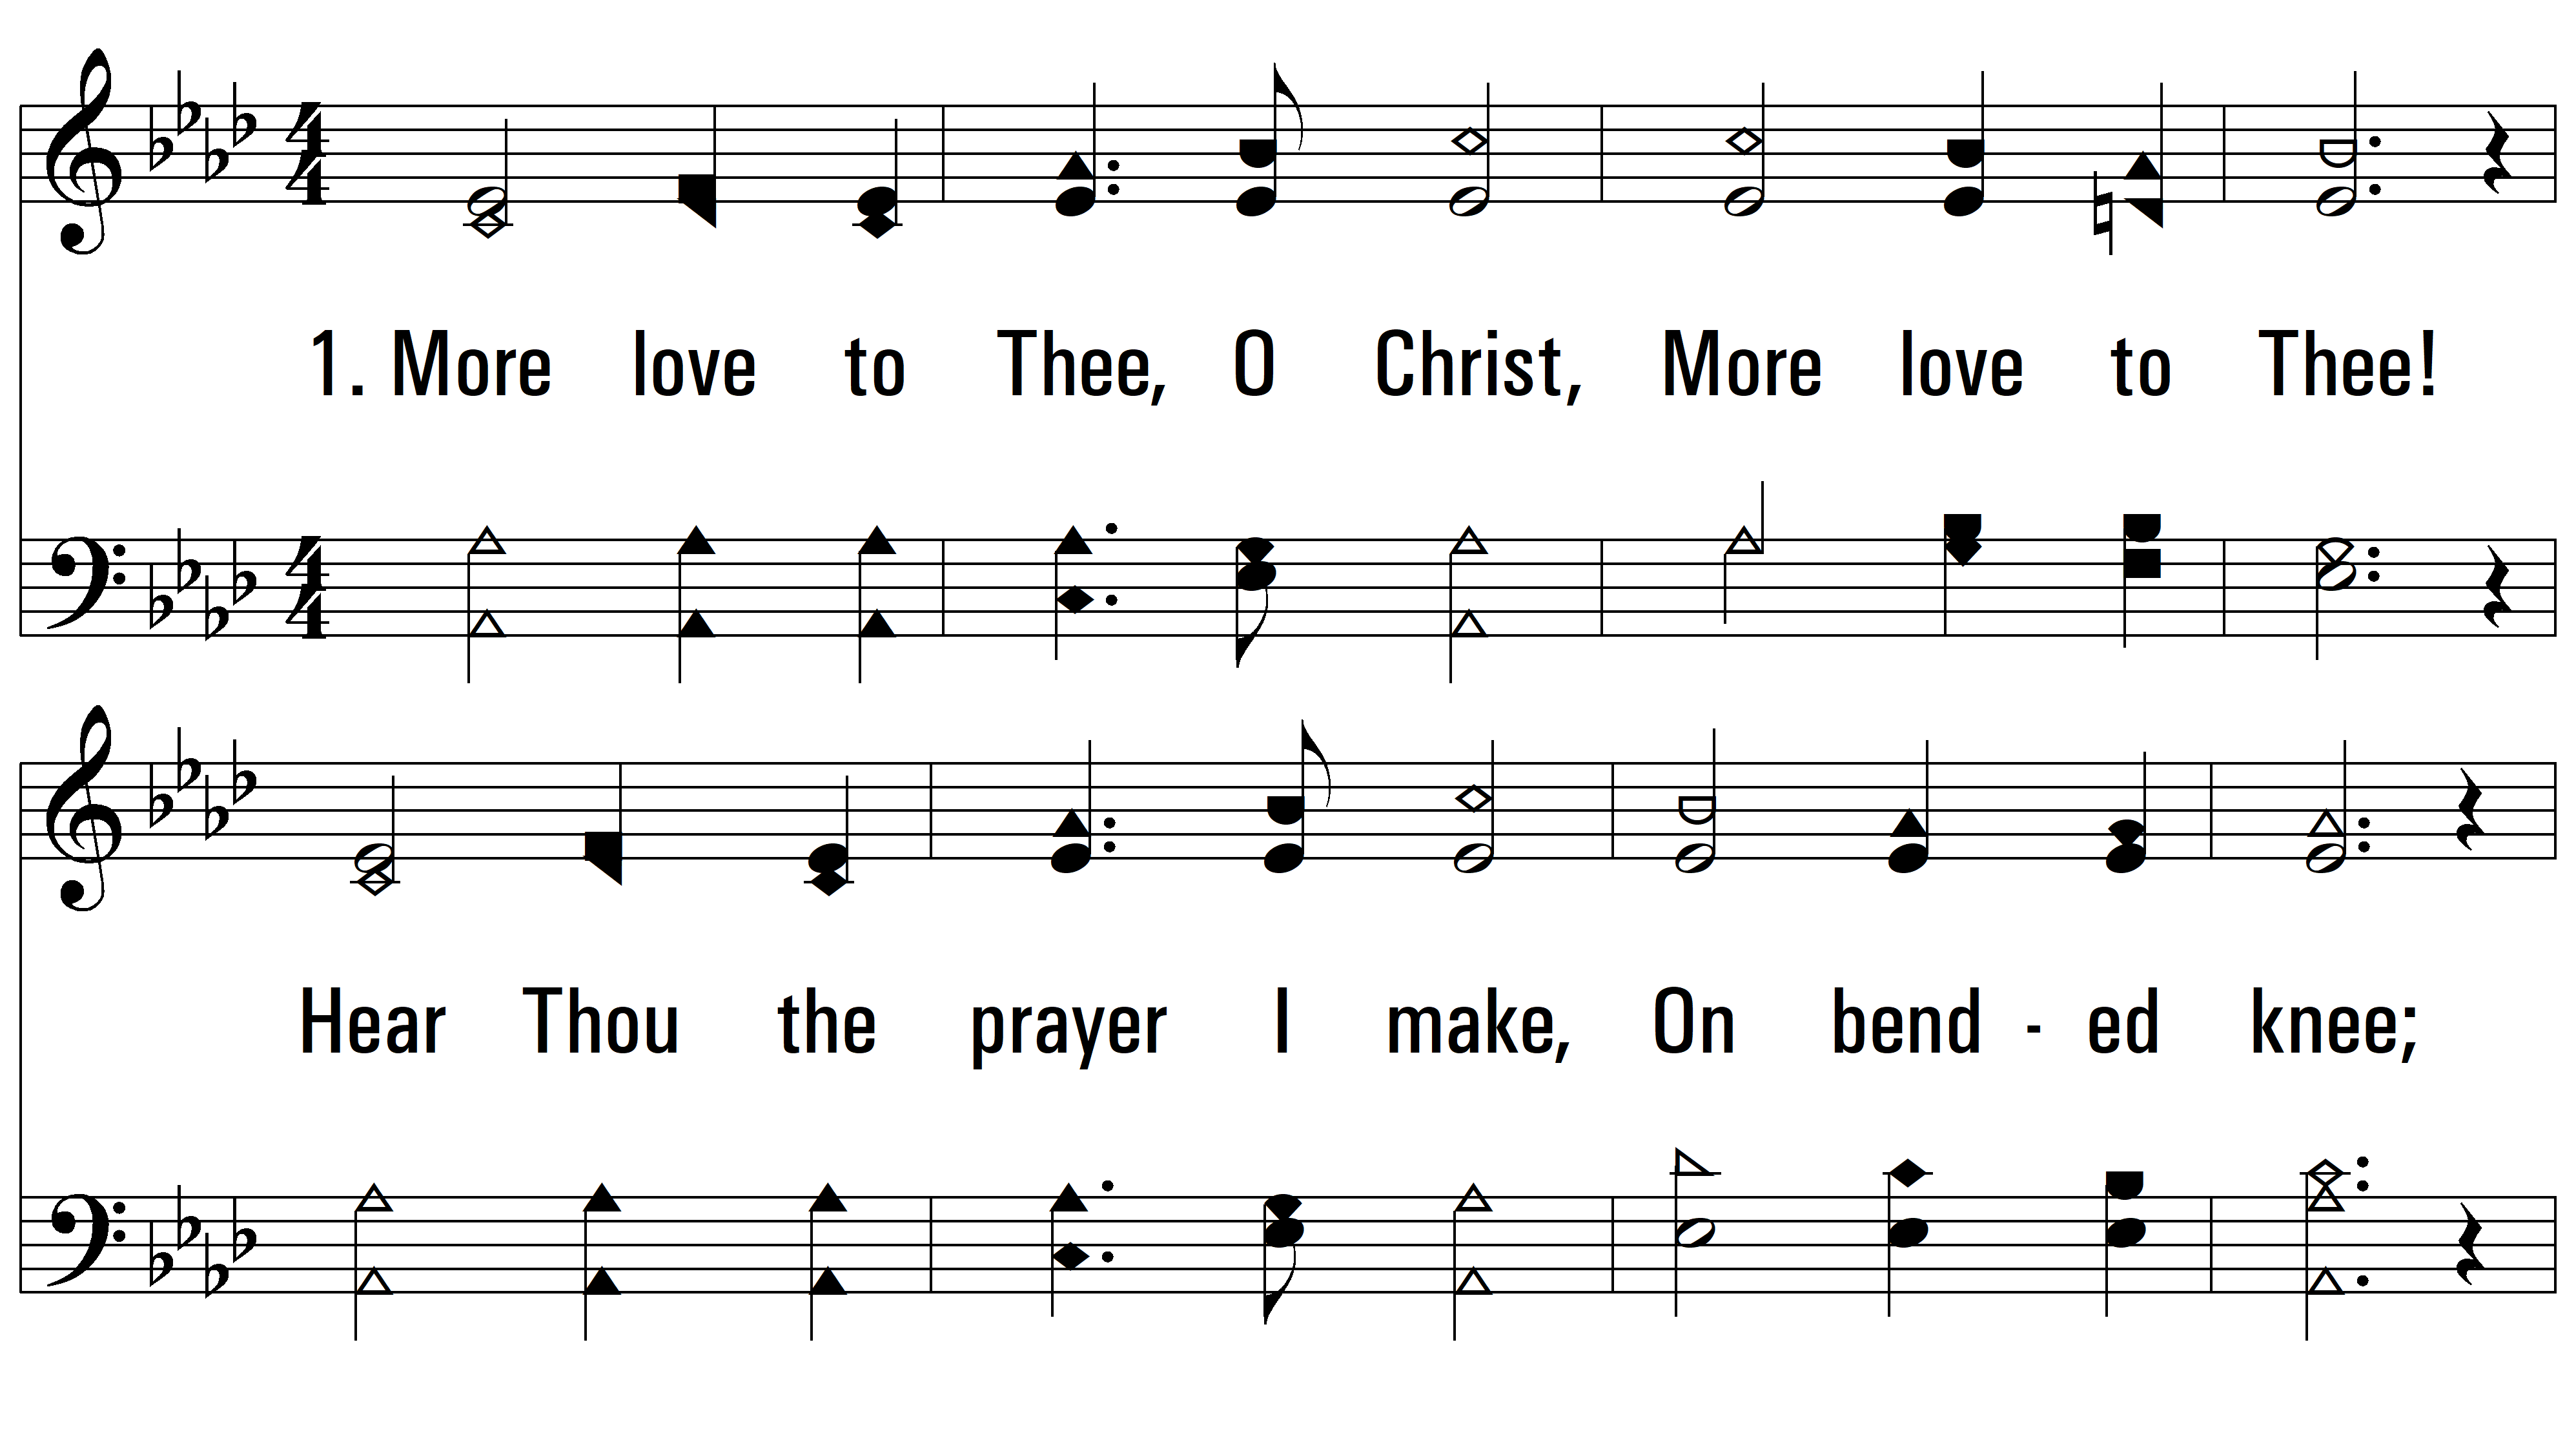 1. More love to Thee, O Christ, More love to Thee!
Hear Thou the prayer I make, On bend - ed knee;